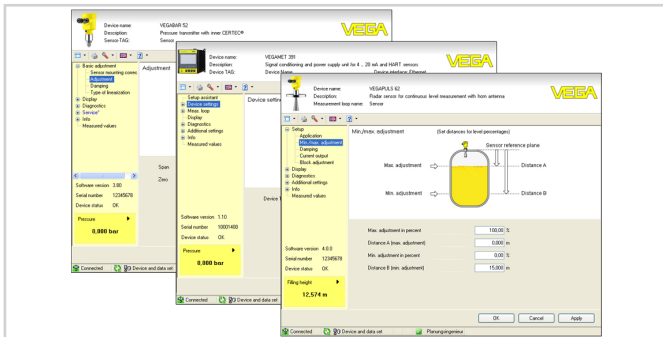 Device name: VEGABAR 52
Description: Pressure transmitter with inner CERTEC®
Sensor-TAG: Sensor
VEGA
Basic adjustment
Sensor mounting correc
Adjustment
Damping
Type of linearization
Display
Diagnostics
Service
Info
Measured values
Adjustment
Span
Zero
Software version 3.80
Serial number 12345678
Device status OK
Pressure
0,000 bar
Connected Device and data set
Device name: VEGAMET 391
Description: Signal conditioning and power supply unit for 4 .. 20 mA and HART sensors
Device TAG: Device Name Device interface: Ethernet
VEGA
Setup assistant
Device settings
Meas. loop
Display
Diagnostics
Additional settings
Info
Measured values
Device settin
Device
Software version 1.10
Serial number 10001400
Device status OK
Pressure
0,000 bar
Connected Device and data set
Device name: VEGAPULS 62
Description: Radar sensor for continuous level measurement with horn antenna
Measurement loop name: Sensor
VEGA
Setup
Application
Min./max. adjustment
Damping
Current output
Block adjustment
Display
Diagnostics
Additional settings
Info
Measured values
Min./max. adjustment (Set distances for level percentages)
Sensor reference plane
Max. adjustment Distance A
Min. adjustment Distance B
Max. adjustment in percent 100,00 %
Distance A (max. adjustment) 0,000 m
Min. adjustment in percent 0,00 %
Distance B (min. adjustment) 15,000 m
Software version 4.0.0
Serial number 12345678
Device status OK
Filling height
12,574 m
OK Cancel Apply
Connected Device and data set Planungsingenieur: